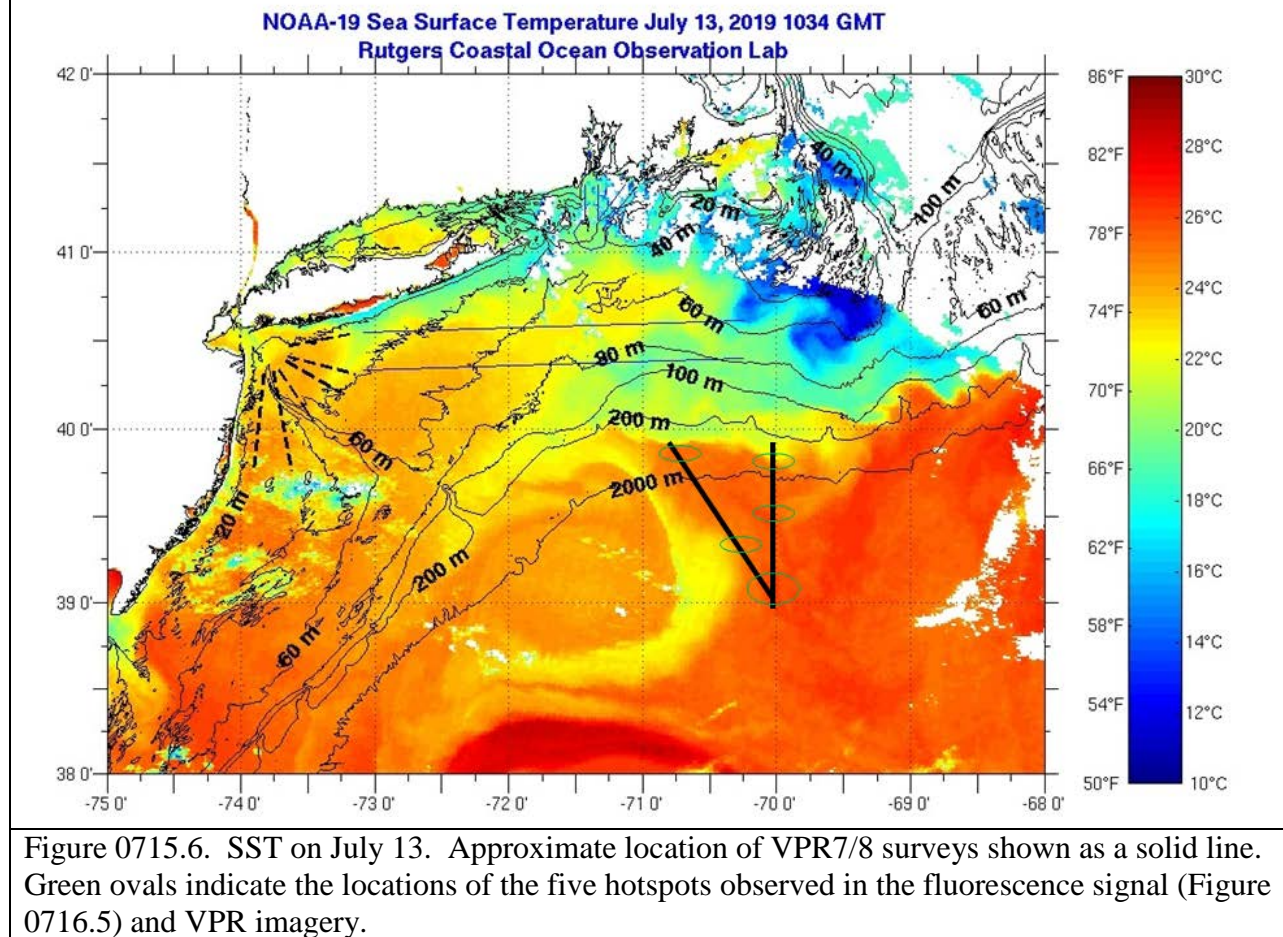 NOAA-19 Sea Surface Temperature July 13, 2019 1034 GMT
Rutgers Coastal Ocean Observation Lab
42 0'
41 0'
40 0'
39 0'
38 0'
-75 0'
-74 0'
-73 0'
-72 0'
-71 0'
-70 0'
-69 0'
-68 0'
40 m
100 m
20 m
40 m
60 m
60 m
80 m
100 m
200 m
60 m
2000 m
20 m
200 m
60 m
86°F
82°F
78°F
74°F
70°F
66°F
62°F
58°F
54°F
50°F
30°C
28°C
26°C
24°C
22°C
20°C
18°C
16°C
14°C
12°C
10°C
Figure 0715.6. SST on July 13. Approximate location of VPR7/8 surveys shown as a solid line.
Green ovals indicate the locations of the five hotspots observed in the fluorescence signal (Figure
0716.5) and VPR imagery.